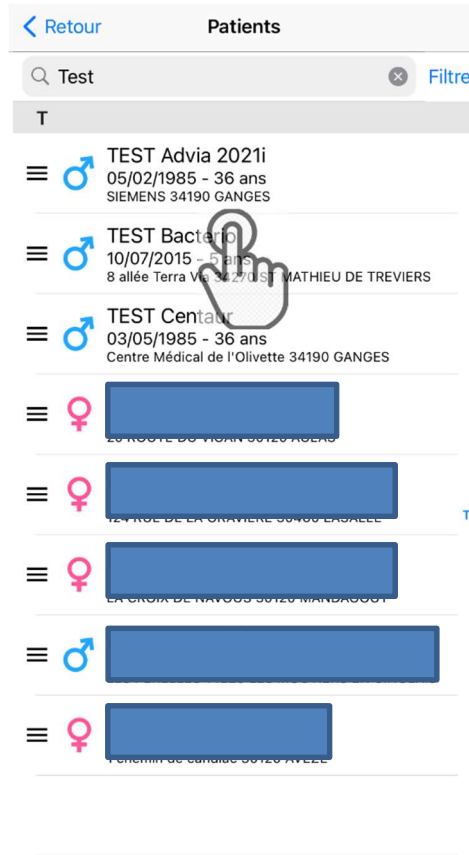 Retour
Patients
Test
Filtre
T
TEST Advia 2021i
05/02/1985 - 36 ans
SIEMENS 34190 GANGES
TEST Bacterio
10/07/2015 - 5 ans
8 allée Terra Via 34270 ST MATHIEU DE TREVIERS
TEST Centaur
03/05/1985 - 36 ans
Centre Médical de l'Olivette 34190 GANGES
T